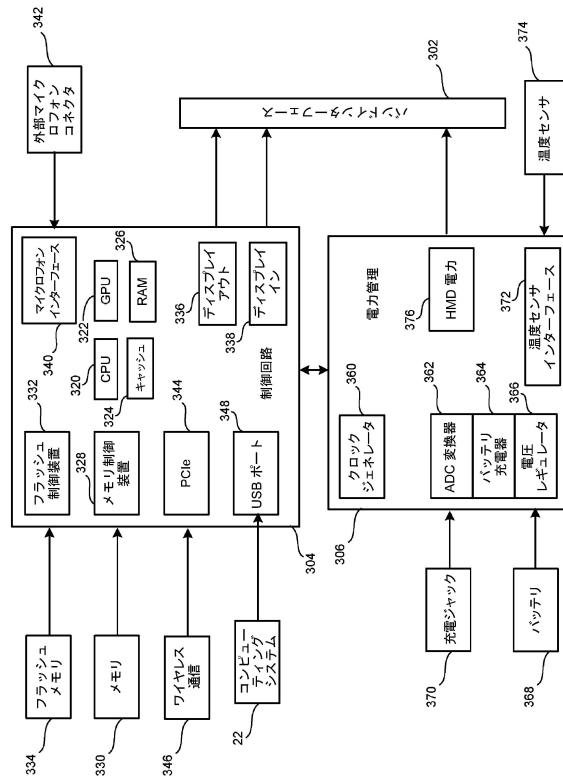 342
外部マイク
ロフォン
コネクタ
302
バンドインターフェース
374
温度センサ
マイクロフォン
インターフェース
340
GPU
322
326
RAM
ディスプレイ
アウト
336
ディスプレイ
イン
338
332
フラッシュ
制御装置
320
CPU
324
キャッシュ
328
メモリ制御
装置
344
PCIe
348
USB ポート
制御回路
304
334
フラッシュ
メモリ
330
メモリ
346
ワイヤレス
通信
22
コンピュー
ティング
システム
電力管理
376
HMD 電力
372
温度センサ
インターフェース
360
クロック
ジェネレータ
362
ADC 変換器
364
バッテリ
充電器
366
電圧
レギュレータ
306
370
充電ジャック
368
バッテリ